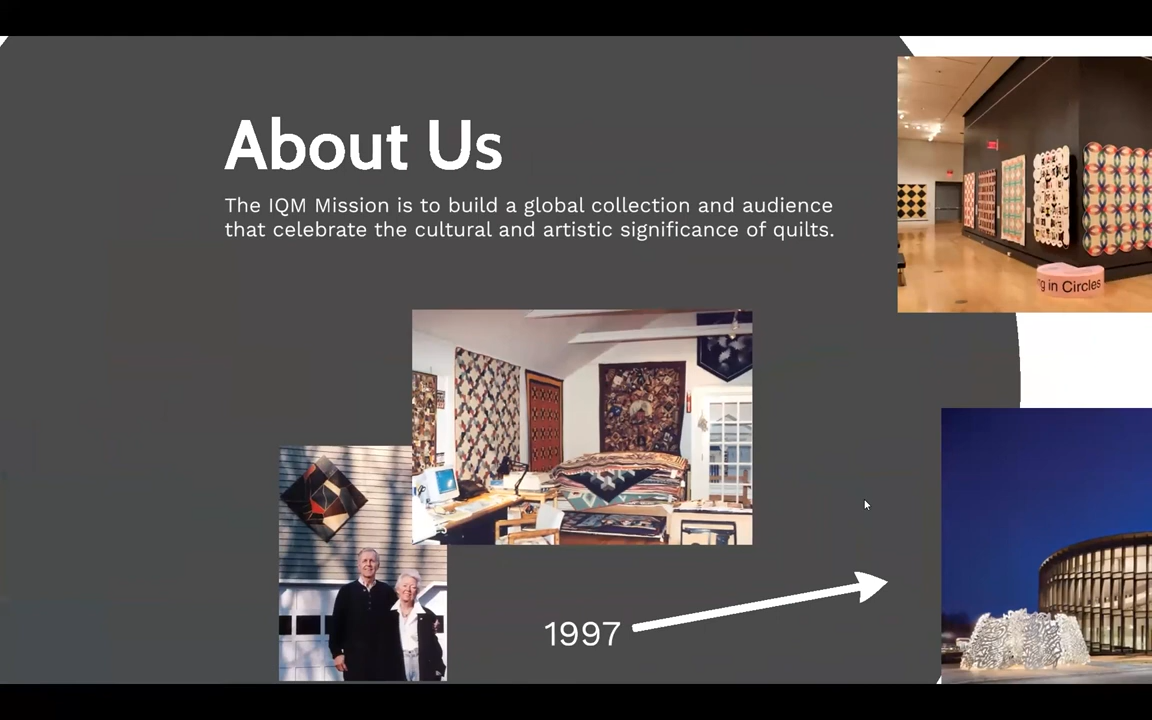 About Us
The IQM Mission is to build a global collection and audience
that celebrate the cultural and artistic significance of quilts.
g in Circles
1997